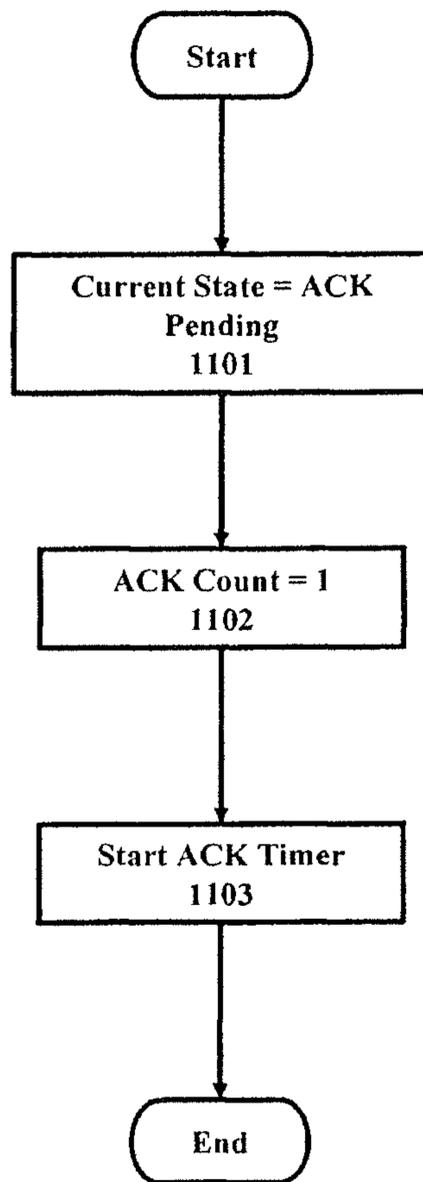 Start
Current State = ACK
Pending
1101
ACK Count = 1
1102
Start ACK Timer
1103
End